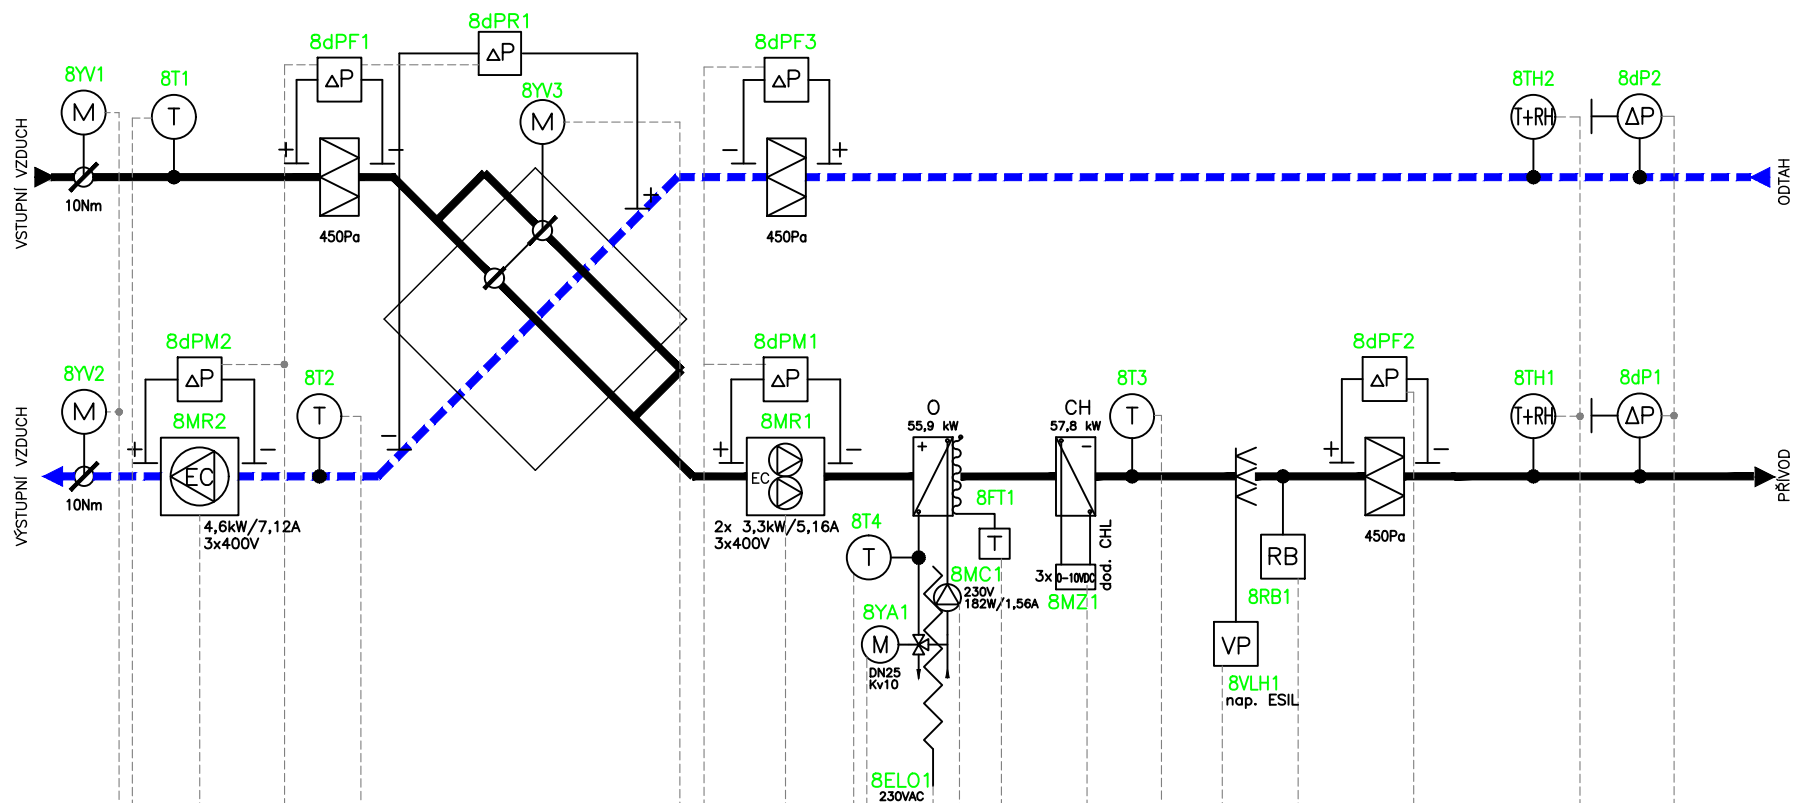 8dPR1
8dPF1
8dPF3
ΔP
8YV1
8T1
ΔP
8YV3
ΔP
8TH2
8dP2
M
T
M
T+RH
ΔP
+
−
−
+
VSTUPNÍ VZDUCH
ODTAH
10Nm
+
450Pa
450Pa
8dPM2
8dPM1
8dPF2
8YV2
8T2
8T3
8TH1
8dP1
ΔP
ΔP
ΔP
M
T
O
CH
T
T+RH
ΔP
8MR2
8MR1
55,9 kW
57,8 kW
−
+
−
+
−
+
−
+
−
VÝSTUPNÍ VZDUCH
PŘÍVOD
EC
EC
10Nm
8FT1
4,6kW/7,12A
3x400V
2x 3,3kW/5,16A
3x400V
8T4
T
T
450Pa
RB
dod. CHL
8MC1
3x
0-10VDC
230V
182W/1,56A
8MZ1
8RB1
8YA1
M
VP
DN25
Kv10
8VLH1
nap. ESIL
8ELO1
230VAC